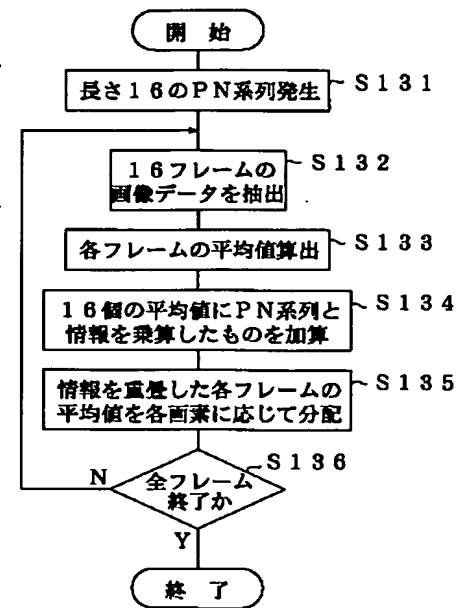 開 始
長さ16のPN系列発生
S131
16フレームの
画像データを抽出
S132
各フレームの平均値算出
S133
16個の平均値にPN系列と
情報を乗算したものを加算
S134
情報を重畳した各フレームの
平均値を各画素に応じて分配
S135
全フレーム
終了か
S136
N
Y
終 了